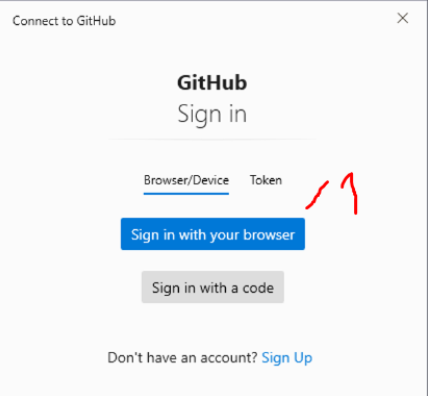 Connect to GitHub
GitHub
Sign in
Browser/Device Token
1
Sign in with your browser
Sign in with a code
Don't have an account? Sign Up